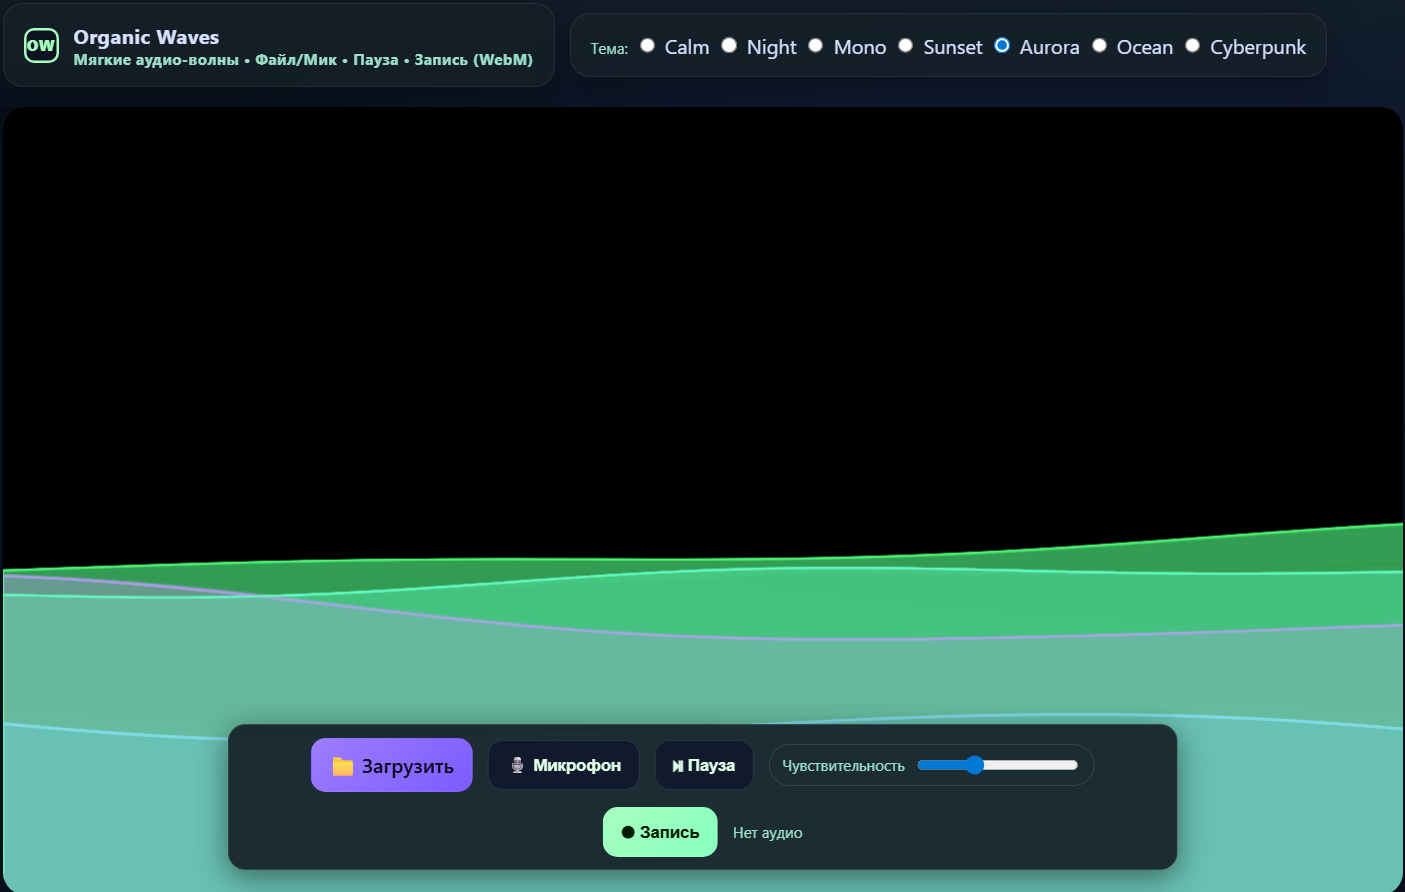 OW
Organic Waves
Мягкие аудио-волны • Файл/Мик • Пауза • Запись (WebM)
Тема: Calm Night Mono Sunset Aurora Ocean Cyberpunk
Загрузить Микрофон Пауза Чувствительность
Запись Нет аудио